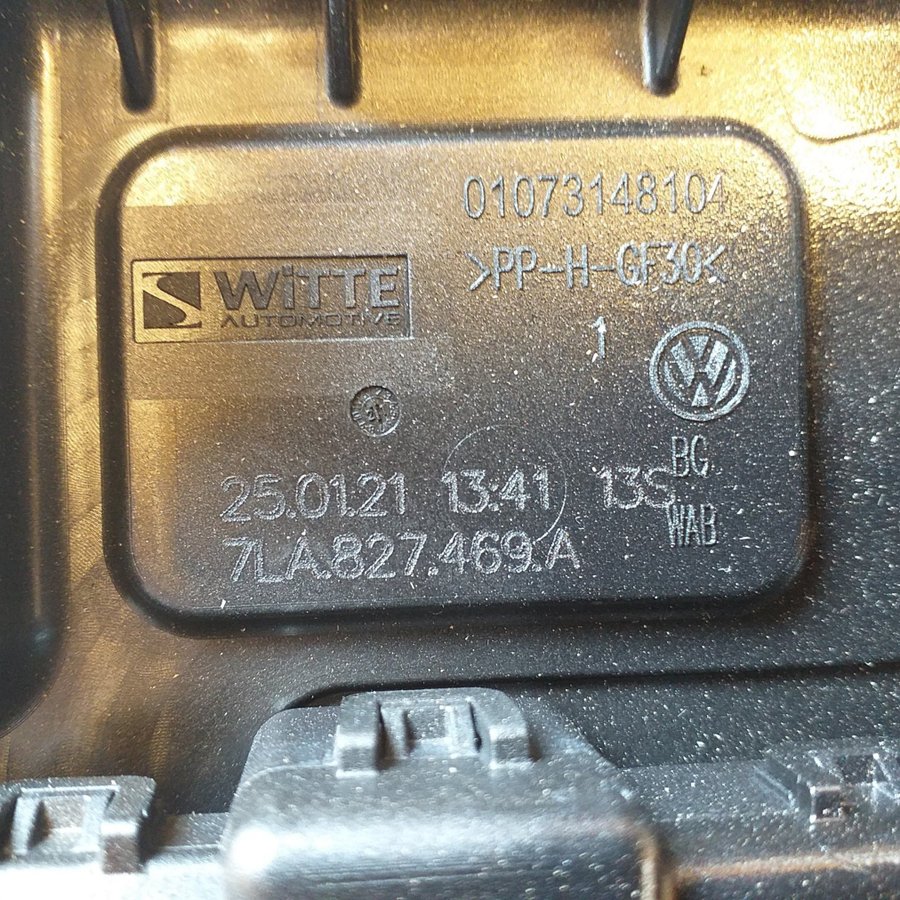 01073148104
>PP-H-GF30<
WiTTE
AUTOMOTIVE
1
BG
25.01.21 13:41 13S
WAB
7LA.827.469.A